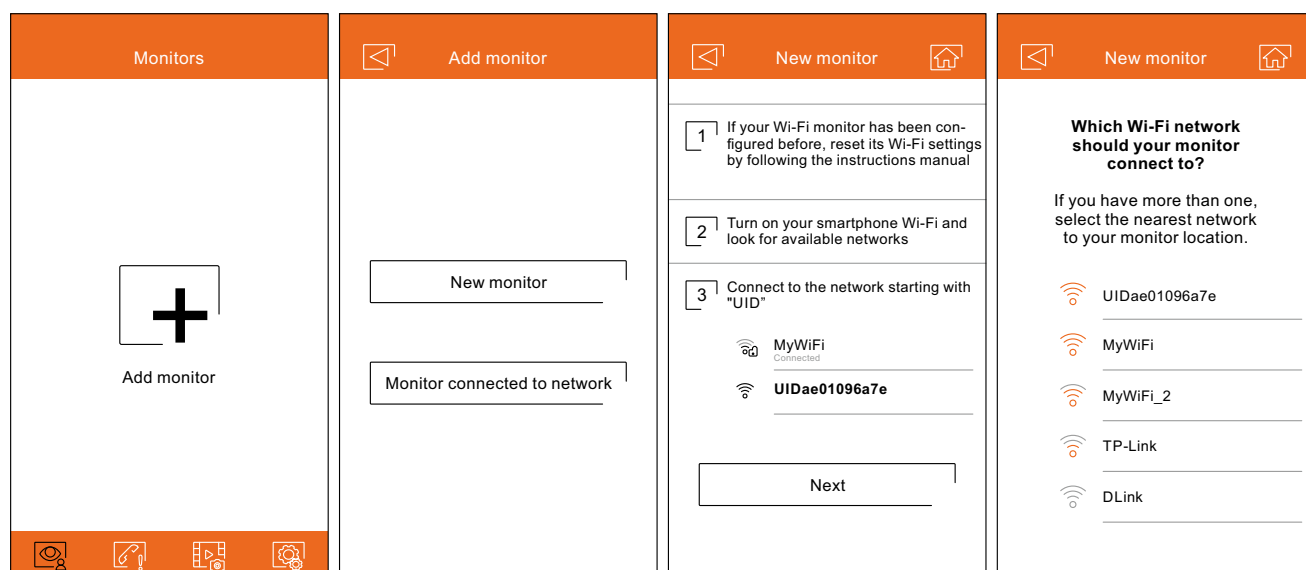 Monitors
Add monitor
Add monitor
New monitor
Monitor connected to network
New monitor
1
If your Wi-Fi monitor has been con-
figured before, reset its Wi-Fi settings
by following the instructions manual
2
Turn on your smartphone Wi-Fi and
look for available networks
3
Connect to the network starting with
"UID”
MyWiFi
Connected
UIDae01096a7e
Next
New monitor
Which Wi-Fi network
should your monitor
connect to?
If you have more than one,
select the nearest network
to your monitor location.
UIDae01096a7e
MyWiFi
MyWiFi_2
TP-Link
DLink